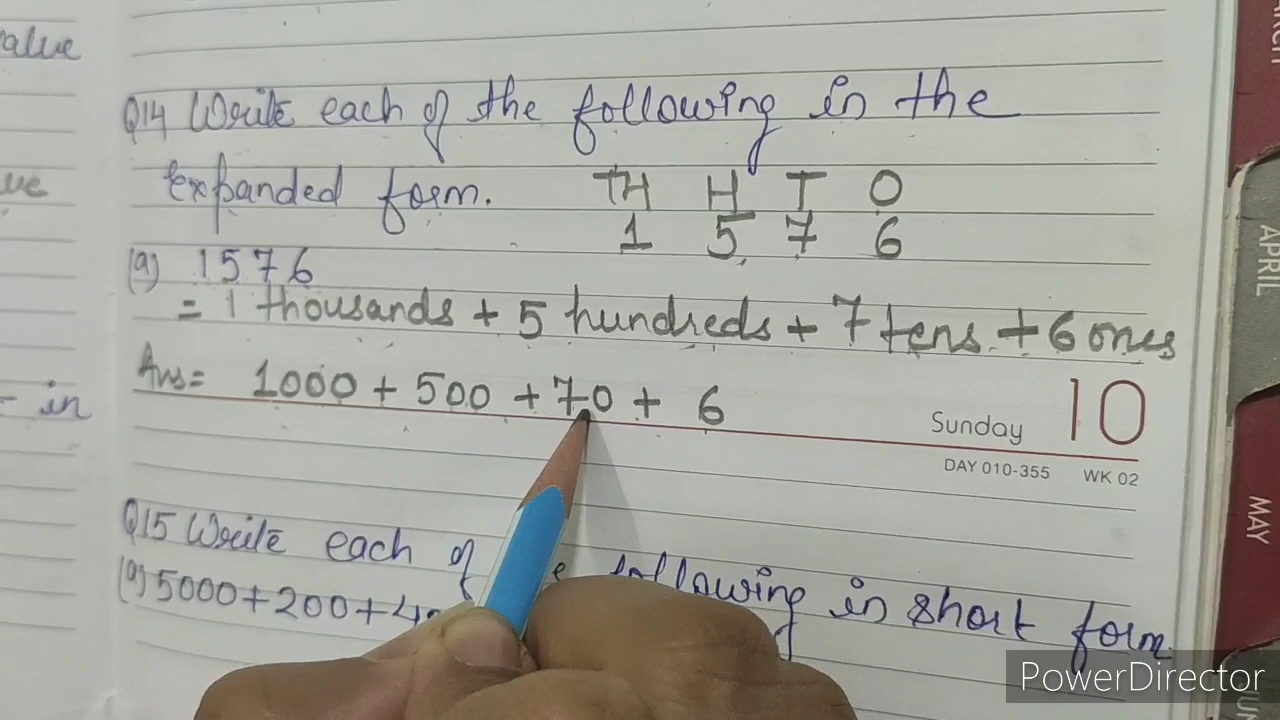 alue
Q14 Write each of the following in the
ue
expanded form. TH H T O
1 5 7 6
(a) 1576
= 1 thousands + 5 hundreds + 7 tens + 6 ones
- in
Ans = 1000 + 500 + 70 + 6
Sunday 10
DAY 010-355 WK 02
Q15 Write each of following in short form
(a) 5000+200+40
APRIL
MAY
PowerDirector